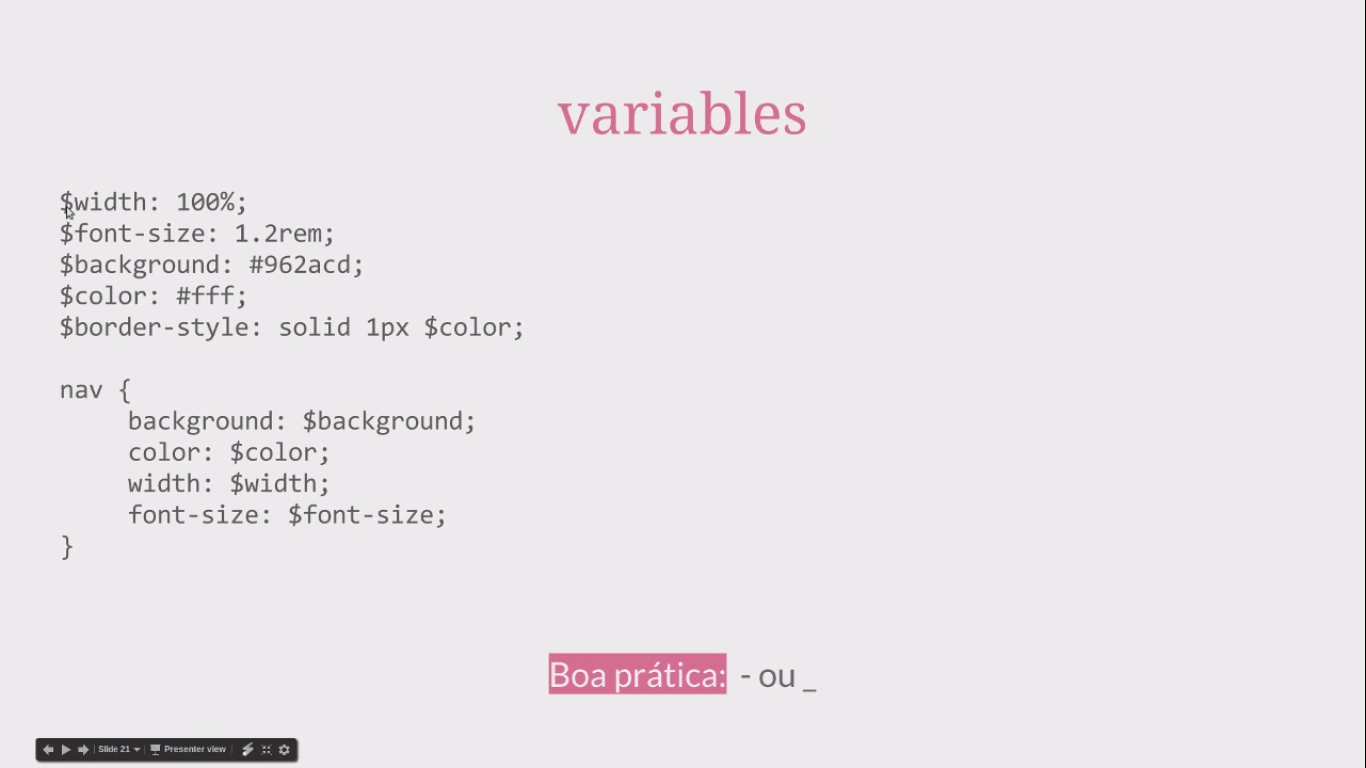 variables
$width: 100%;
$font-size: 1.2rem;
$background: #962acd;
$color: #fff;
$border-style: solid 1px $color;
nav {
background: $background;
color: $color;
width: $width;
font-size: $font-size;
}
Boa prática: - ou _
Slide 21 Presenter view